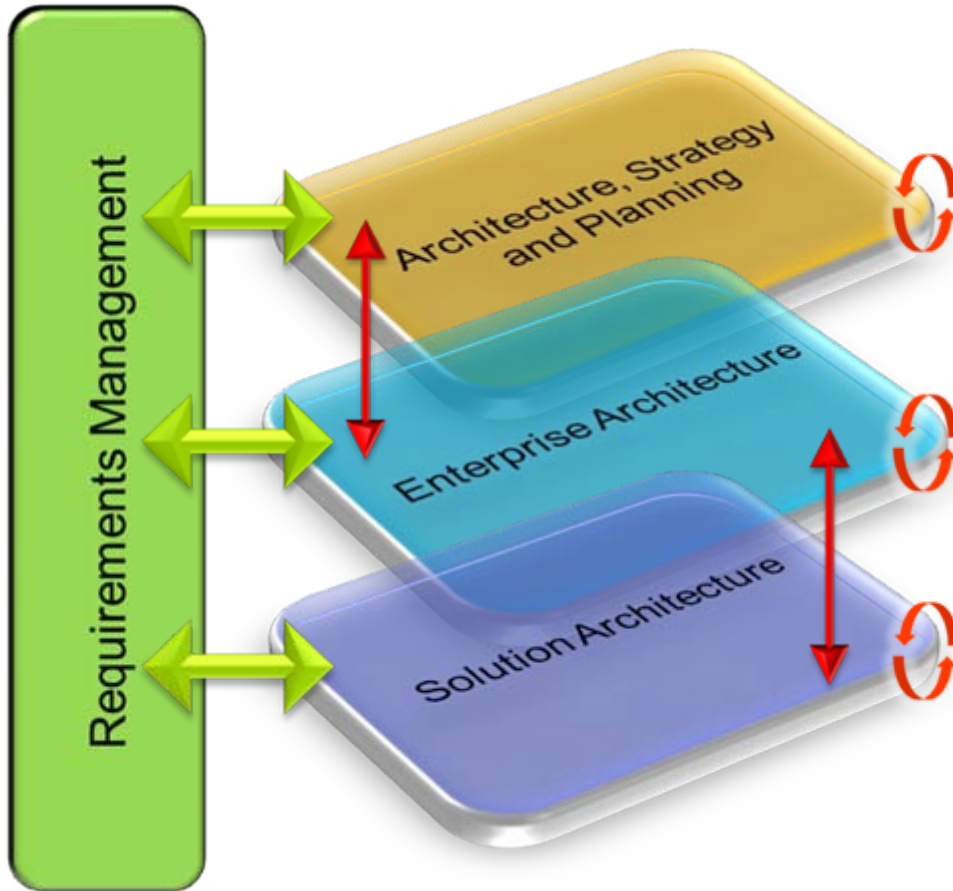 Requirements Management
Architecture, Strategy
and Planning
Enterprise Architecture
Solution Architecture